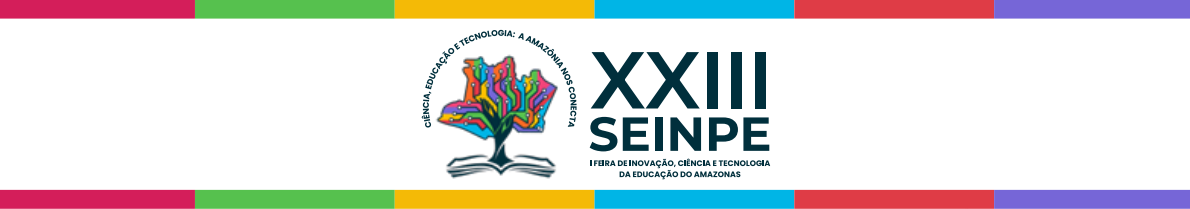 CIÊNCIA, EDUCAÇÃO E TECNOLOGIA: A AMAZÔNIA NOS CONECTA
XXIII
SEINPE
I FEIRA DE INOVAÇÃO, CIÊNCIA E TECNOLOGIA
DA EDUCAÇÃO DO AMAZONAS